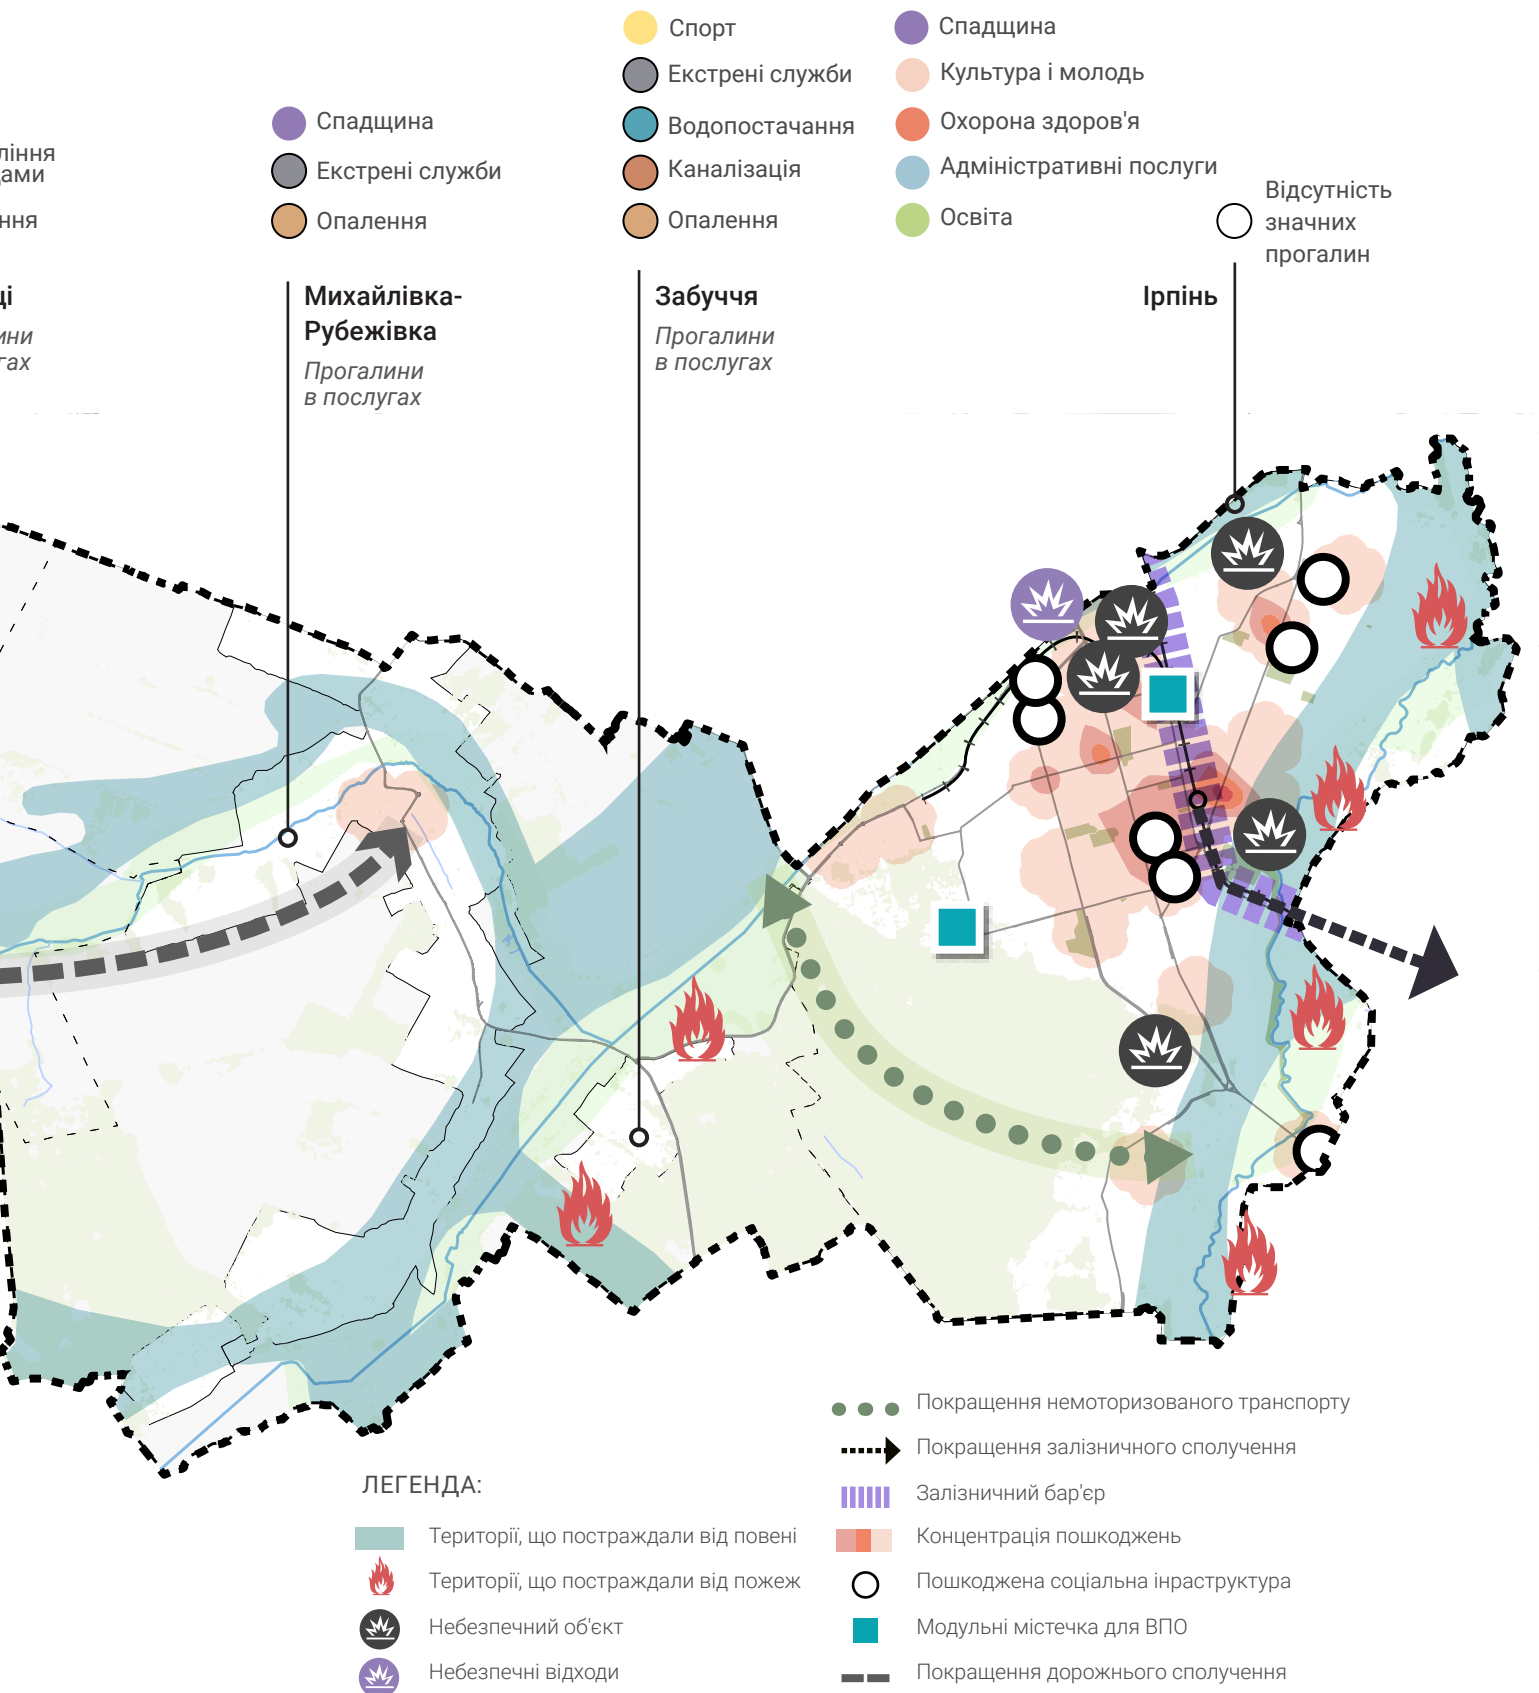 Спорт
Екстрені служби
Водопостачання
Каналізація
Опалення
Спадщина
Культура і молодь
Охорона здоров'я
Адміністративні послуги
Освіта
Спадщина
Екстрені служби
Опалення
Відсутність
значних
прогалин
Михайлівка-
Рубежівка
Прогалини
в послугах
Забуччя
Прогалини
в послугах
Ірпінь
ЛЕГЕНДА:
Території, що постраждали від повені
Території, що постраждали від пожеж
Небезпечний об'єкт
Небезпечні відходи
Покращення немоторизованого транспорту
Покращення залізничного сполучення
Залізничний бар'єр
Концентрація пошкоджень
Пошкоджена соціальна інраструктура
Модульні містечка для ВПО
Покращення дорожнього сполучення